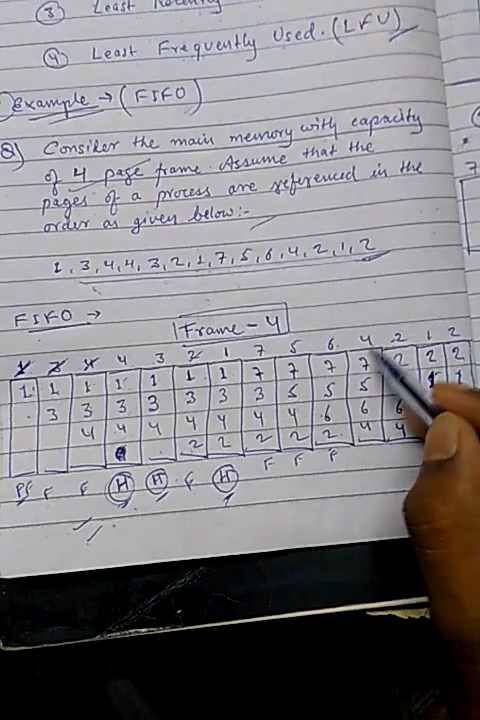 (3) Least Recently
(4) Least Frequently Used. (LFU)
Example → (FIFO)
Q) Consider the main memory with capacity
of 4 page frame. Assume that the
pages of a process are referenced in the
order as given below:-
1, 3, 4, 4, 3, 2, 1, 7, 5, 6, 4, 2, 1, 2
FIFO →
Frame - 4
1 3 4 4 3 2 1 7 5 6 4 2 1 2
1 1 1 1 1 1 1 7 7 7 7 2 2 2
3 3 3 3 3 3 3 5 5 5 1 1
4 4 4 4 4 4 4 6 6 6
2 2 2 2 2 4 4
PF F F H H F H F F F
7